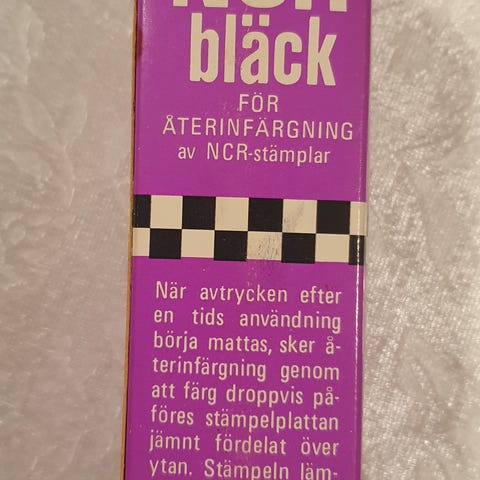 NCR
bläck
FÖR
ÅTERINFÄRGNING
av NCR-stämplar
När avtrycken efter
en tids användning
börja mattas, sker å-
terinfärgning genom
att färg droppvis på-
föres stämpelplattan
jämnt fördelat över
ytan. Stämpeln läm-